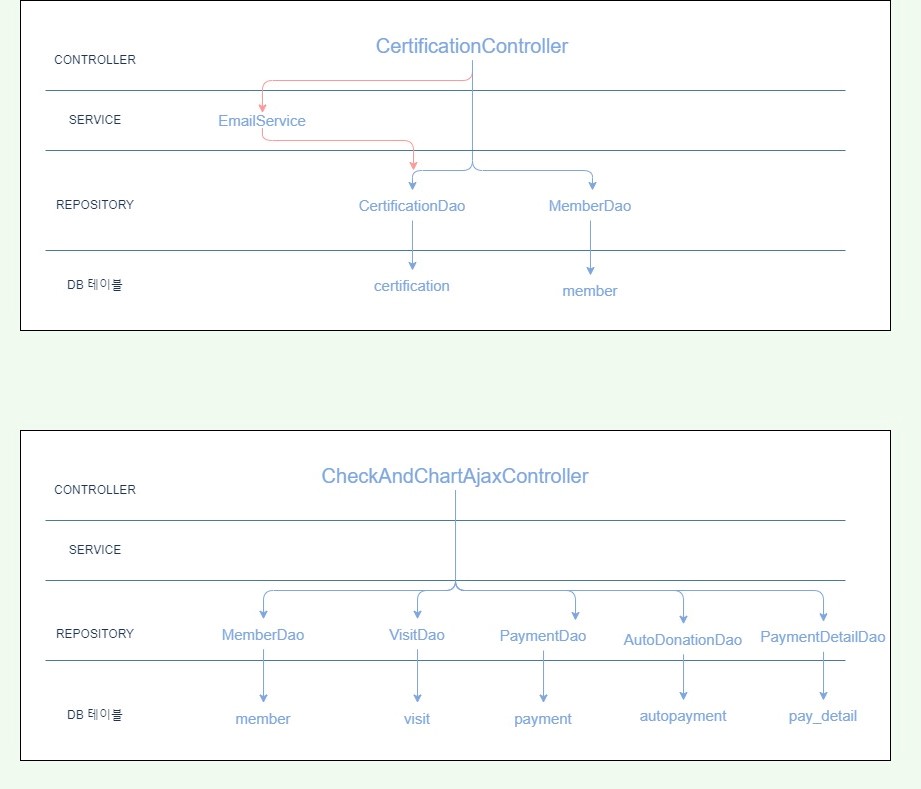 CertificationController
CONTROLLER
SERVICE
EmailService
REPOSITORY
CertificationDao
MemberDao
DB 테이블
certification
member
CheckAndChartAjaxController
CONTROLLER
SERVICE
REPOSITORY
MemberDao
VisitDao
PaymentDao
AutoDonationDao
PaymentDetailDao
DB 테이블
member
visit
payment
autopayment
pay_detail